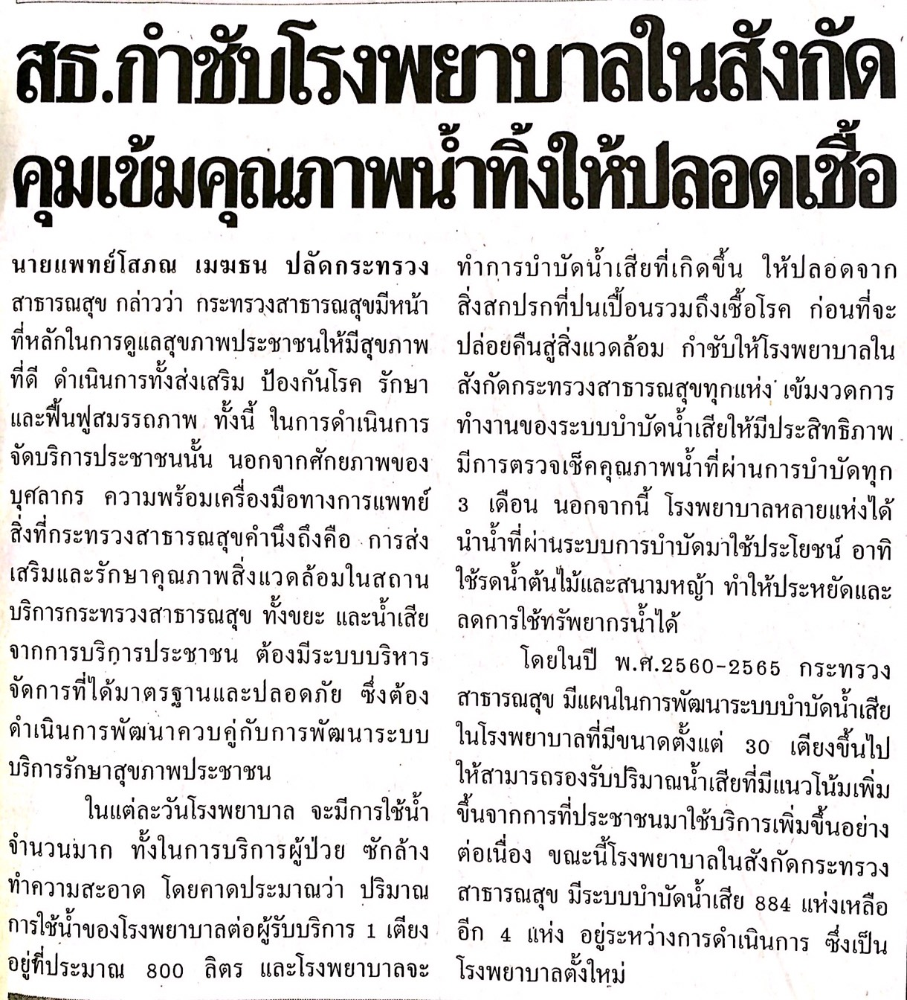 สธ.กำชับโรงพยาบาลในสังกัด
คุมเข้มคุณภาพน้ำทิ้งให้ปลอดเชื้อ
นายแพทย์โสภณ เมฆธน ปลัดกระทรวง
สาธารณสุข กล่าวว่า กระทรวงสาธารณสุขมีหน้า
ที่หลักในการดูแลสุขภาพประชาชนให้มีสุขภาพ
ที่ดี ดำเนินการทั้งส่งเสริม ป้องกันโรค รักษา
และฟื้นฟูสมรรถภาพ ทั้งนี้ ในการดำเนินการ
จัดบริการประชาชนนั้น นอกจากศักยภาพของ
บุศลากร ความพร้อมเครื่องมือทางการแพทย์
สิ่งที่กระทรวงสาธารณสุขคำนึงถึงคือ การส่ง
เสริมและรักษาคุณภาพสิ่งแวดล้อมในสถาน
บริการกระทรวงสาธารณสุข ทั้งขยะ และน้ำเสีย
จากการบริการประชาชน ต้องมีระบบบริหาร
จัดการที่ได้มาตรฐานและปลอดภัย ซึ่งต้อง
ดำเนินการพัฒนาควบคู่กับการพัฒนาระบบ
บริการรักษาสุขภาพประชาชน
ในแต่ละวันโรงพยาบาล จะมีการใช้น้ำ
จำนวนมาก ทั้งในการบริการผู้ป่วย ซักล้าง
ทำความสะอาด โดยคาดประมาณว่า ปริมาณ
การใช้น้ำของโรงพยาบาลต่อผู้รับบริการ 1 เตียง
อยู่ที่ประมาณ 800 ลิตร และโรงพยาบาลจะ
ทำการบำบัดน้ำเสียที่เกิดขึ้น ให้ปลอดจาก
สิ่งสกปรกที่ปนเปื้อนรวมถึงเชื้อโรค ก่อนที่จะ
ปล่อยคืนสู่สิ่งแวดล้อม กำชับให้โรงพยาบาลใน
สังกัดกระทรวงสาธารณสุขทุกแห่ง เข้มงวดการ
ทำงานของระบบบำบัดน้ำเสียให้มีประสิทธิภาพ
มีการตรวจเช็คคุณภาพน้ำที่ผ่านการบำบัดทุก
3 เดือน นอกจากนี้ โรงพยาบาลหลายแห่งได้
นำน้ำที่ผ่านระบบการบำบัดมาใช้ประโยชน์ อาทิ
ใช้รดน้ำต้นไม้และสนามหญ้า ทำให้ประหยัดและ
ลดการใช้ทรัพยากรน้ำได้
โดยในปี พ.ศ.2560-2565 กระทรวง
สาธารณสุข มีแผนในการพัฒนาระบบบำบัดน้ำเสีย
ในโรงพยาบาลที่มีขนาดตั้งแต่ 30 เตียงขึ้นไป
ให้สามารถรองรับปริมาณน้ำเสียที่มีแนวโน้มเพิ่ม
ขึ้นจากการที่ประชาชนมาใช้บริการเพิ่มขึ้นอย่าง
ต่อเนื่อง ขณะนี้โรงพยาบาลในสังกัดกระทรวง
สาธารณสุข มีระบบบำบัดน้ำเสีย 884 แห่งเหลือ
อีก 4 แห่ง อยู่ระหว่างการดำเนินการ ซึ่งเป็น
โรงพยาบาลตั้งใหม่